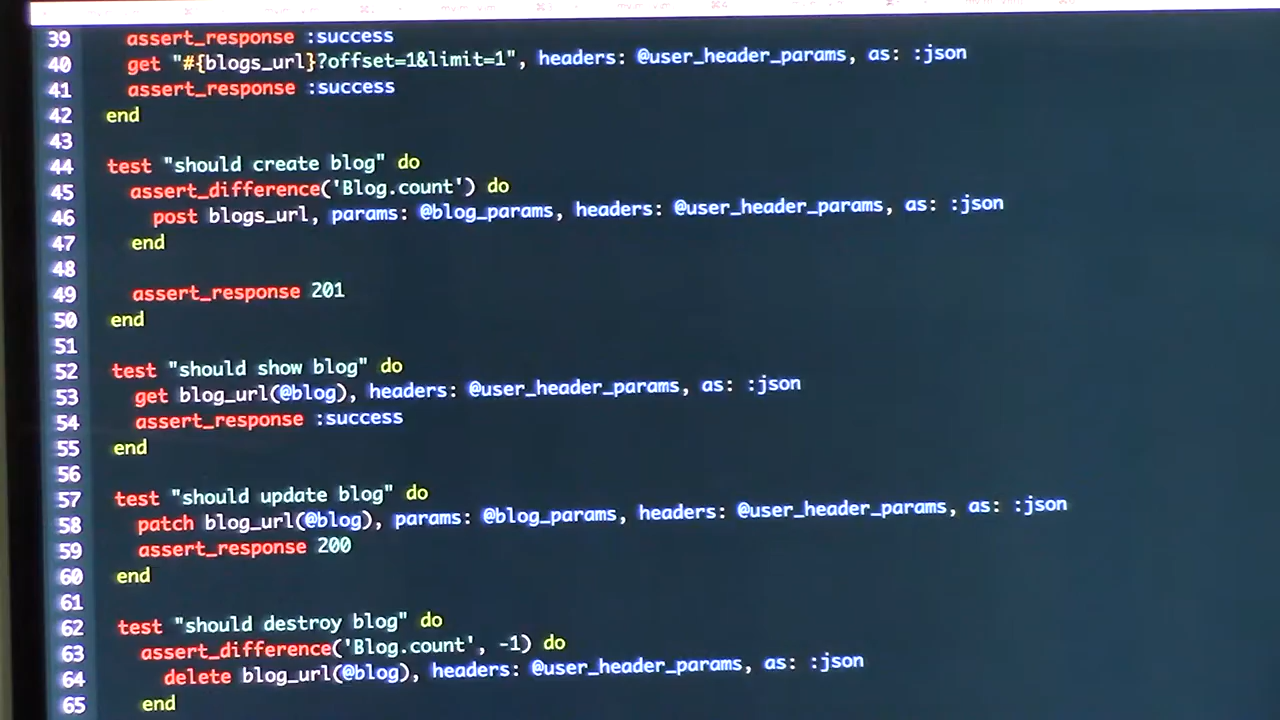 39 assert_response :success
40 get "#{blogs_url}?offset=1&limit=1", headers: @user_header_params, as: :json
41 assert_response :success
42 end
43
44 test "should create blog" do
45 assert_difference('Blog.count') do
46 post blogs_url, params: @blog_params, headers: @user_header_params, as: :json
47 end
48
49 assert_response 201
50 end
51
52 test "should show blog" do
53 get blog_url(@blog), headers: @user_header_params, as: :json
54 assert_response :success
55 end
56
57 test "should update blog" do
58 patch blog_url(@blog), params: @blog_params, headers: @user_header_params, as: :json
59 assert_response 200
60 end
61
62 test "should destroy blog" do
63 assert_difference('Blog.count', -1) do
64 delete blog_url(@blog), headers: @user_header_params, as: :json
65 end